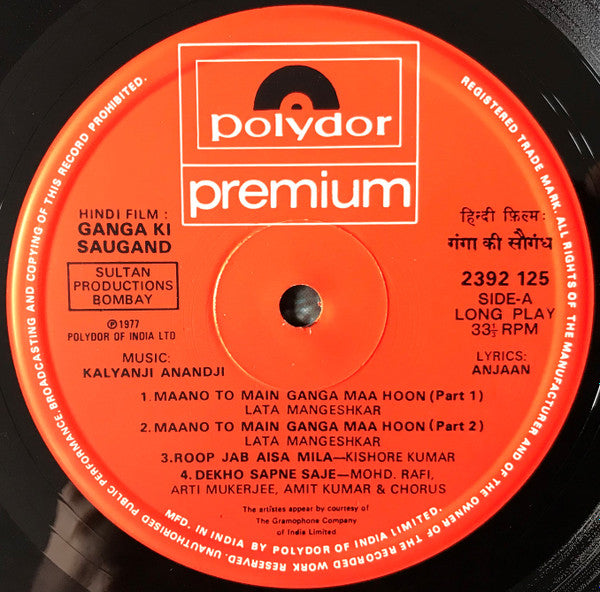 polydor
premium
HINDI FILM :
GANGA KI
SAUGAND
SULTAN
PRODUCTIONS
BOMBAY
℗ 1977
POLYDOR OF INDIA LTD
हिन्दी फ़िल्म:
गंगा की सौगंध
2392 125
SIDE-A
LONG PLAY
33⅓ RPM
MUSIC:
KALYANJI ANANDJI
LYRICS:
ANJAAN
1. MAANO TO MAIN GANGA MAA HOON (Part 1)
LATA MANGESHKAR
2. MAANO TO MAIN GANGA MAA HOON (Part 2)
LATA MANGESHKAR
3. ROOP JAB AISA MILA—KISHORE KUMAR
4. DEKHO SAPNE SAJE—MOHD. RAFI,
ARTI MUKERJEE, AMIT KUMAR & CHORUS
The artistes appear by courtesy of
The Gramophone Company
of India Limited
REGISTERED TRADE MARK. ALL RIGHTS OF THE MANUFACTURER AND OF THE OWNER OF THE RECORDED WORK RESERVED. UNAUTHORISED PUBLIC PERFORMANCE. BROADCASTING AND COPYING OF THIS RECORD PROHIBITED.
MFD. IN INDIA BY POLYDOR OF INDIA LIMITED.